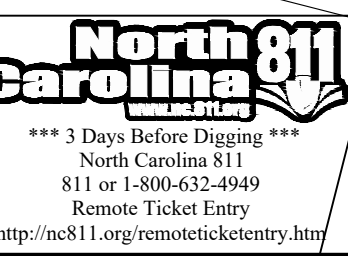 North
Carolina 811
www.nc811.org
*** 3 Days Before Digging ***
North Carolina 811
811 or 1-800-632-4949
Remote Ticket Entry
http://nc811.org/remoteticketentry.htm